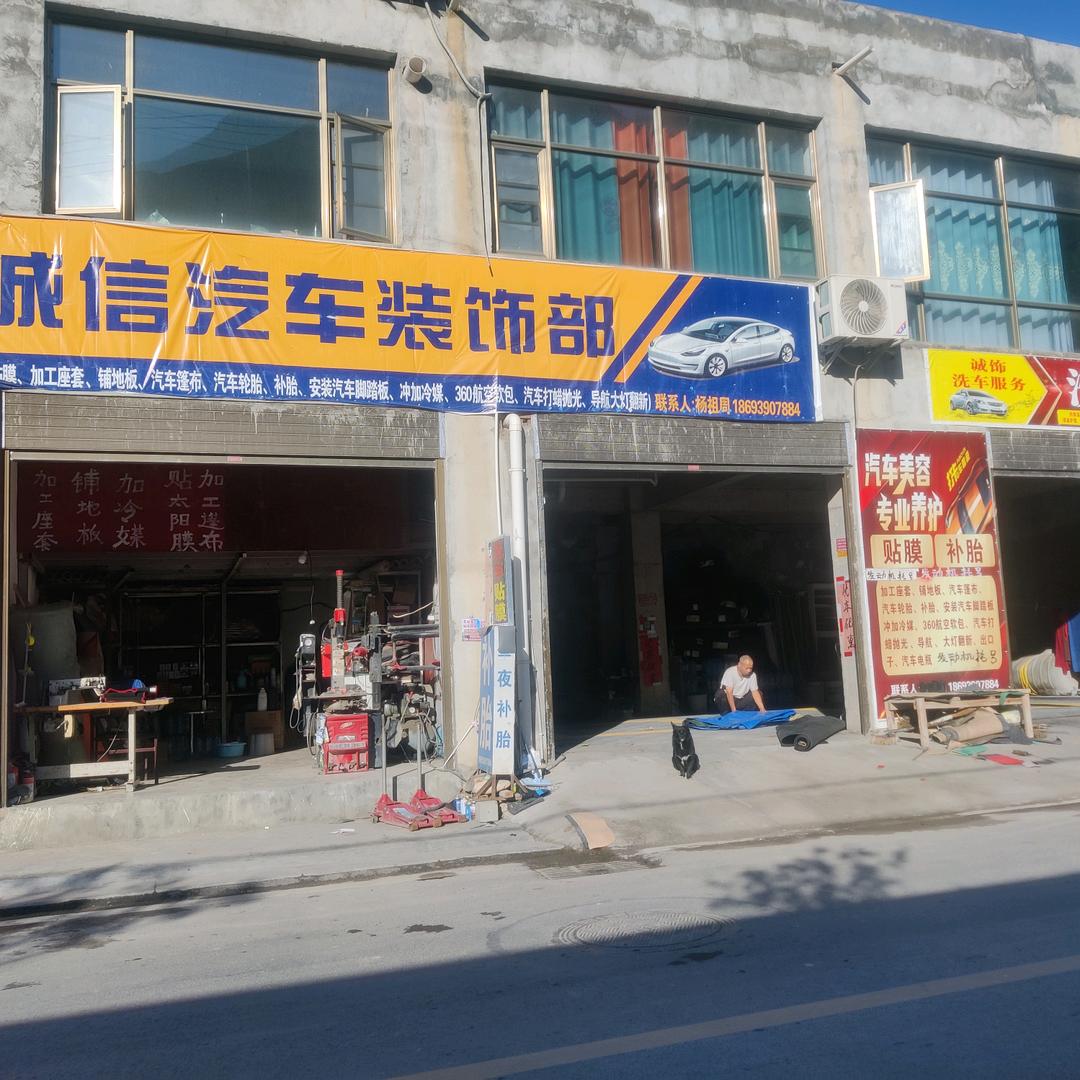 诚信汽车装饰部
贴膜、加工座套、铺地板、汽车篷布、汽车轮胎、补胎、安装汽车脚踏板、冲加冷媒、360航空软包、汽车打蜡抛光、导航大灯翻新)联系人:杨祖周 18693907884
诚饰
洗车服务
加工座套
铺地板
加冷媒
贴太阳膜
加工篷布
贴膜
夜补胎
补胎
汽车美容
专业养护
贴膜 补胎
加工座套、铺地板、汽车篷布、
汽车轮胎、补胎、安装汽车脚踏板
冲加冷媒、360航空软包、汽车打
蜡抛光、导航、大灯翻新、出口
子、汽车电瓶
联系人
18693907884